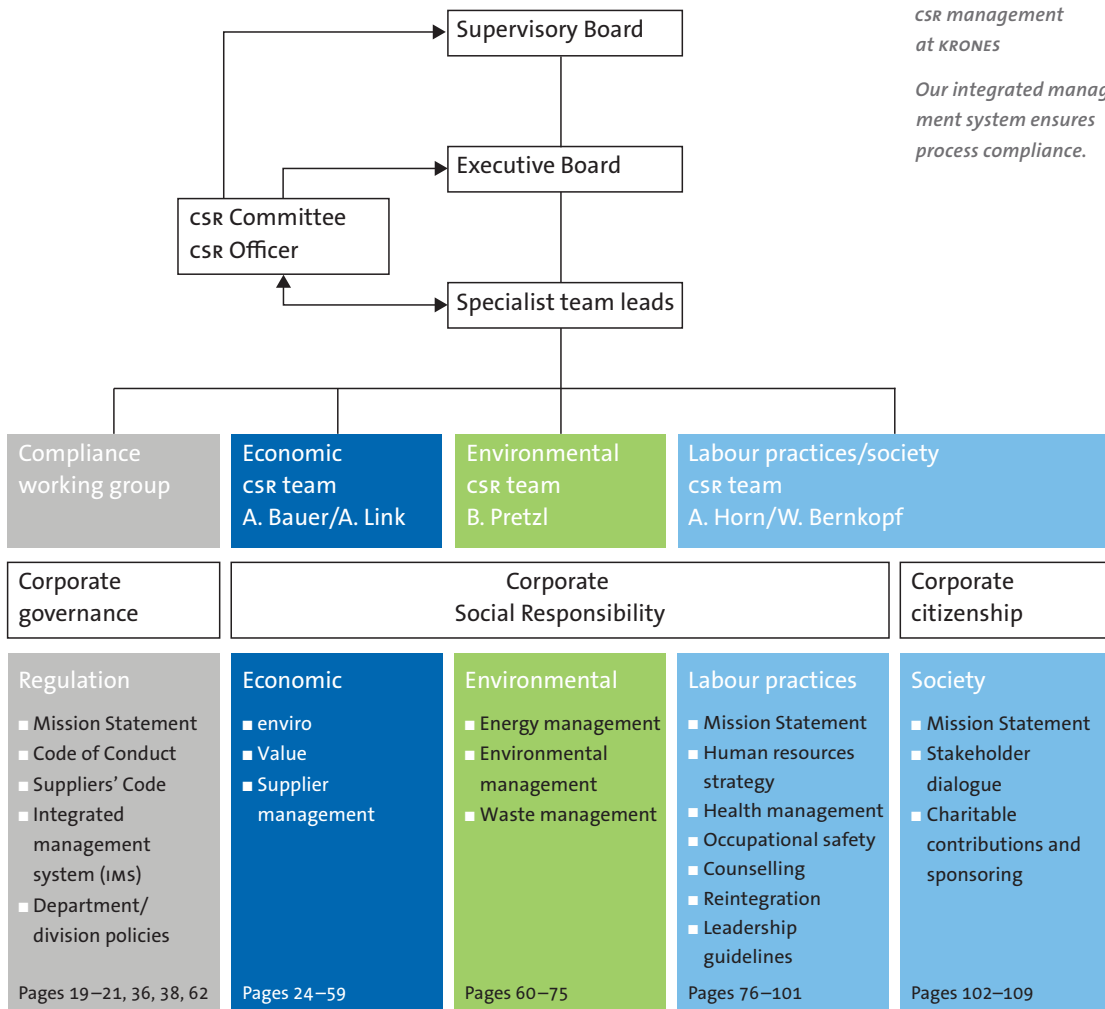 CSR management
at KRONES
Our integrated manag
ment system ensures
process compliance.
Supervisory Board
Executive Board
CSR Committee
CSR Officer
Specialist team leads
Compliance
working group
Economic
CSR team
A. Bauer/A. Link
Environmental
CSR team
B. Pretzl
Labour practices/society
CSR team
A. Horn/W. Bernkopf
Corporate
governance
Corporate
Social Responsibility
Corporate
citizenship
Regulation
■ Mission Statement
■ Code of Conduct
■ Suppliers’ Code
■ Integrated
management
system (IMS)
■ Department/
division policies
Pages 19–21, 36, 38, 62
Economic
■ enviro
■ Value
■ Supplier
management
Pages 24–59
Environmental
■ Energy management
■ Environmental
management
■ Waste management
Pages 60–75
Labour practices
■ Mission Statement
■ Human resources
strategy
■ Health management
■ Occupational safety
■ Counselling
■ Reintegration
■ Leadership
guidelines
Pages 76–101
Society
■ Mission Statement
■ Stakeholder
dialogue
■ Charitable
contributions and
sponsoring
Pages 102–109